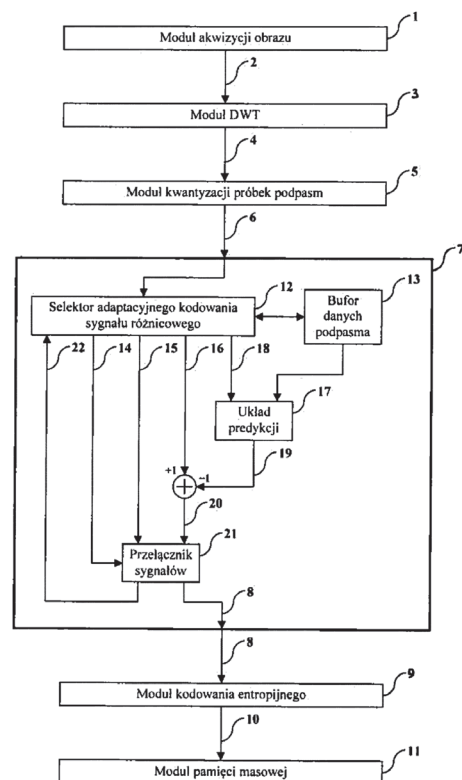 1
Moduł akwizycji obrazu
2
3
Moduł DWT
4
5
Moduł kwantyzacji próbek podpasm
6
7
12
13
Selektor adaptacyjnego kodowania
sygnału różnicowego
Bufor
danych
podpasma
22
14
15
16
18
17
Układ
predykcji
+1
−1
19
20
21
Przełącznik
sygnałów
8
8
9
Moduł kodowania entropijnego
10
11
Moduł pamięci masowej